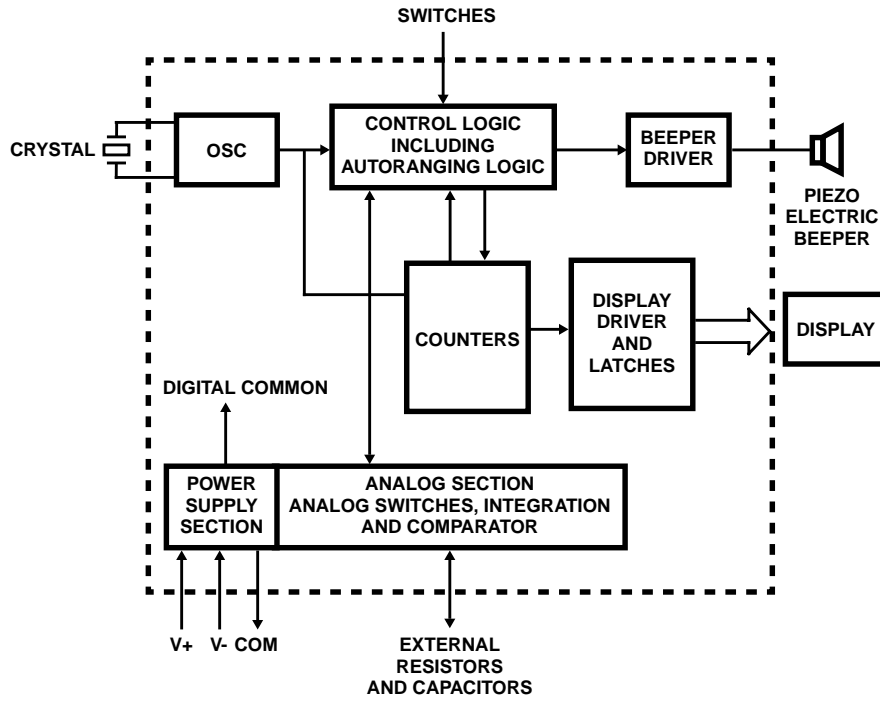 SWITCHES
CRYSTAL
OSC
CONTROL LOGIC
INCLUDING
AUTORANGING LOGIC
BEEPER
DRIVER
PIEZO
ELECTRIC
BEEPER
COUNTERS
DISPLAY
DRIVER
AND
LATCHES
DISPLAY
DIGITAL COMMON
POWER
SUPPLY
SECTION
ANALOG SECTION
ANALOG SWITCHES, INTEGRATION
AND COMPARATOR
V+
V-
COM
EXTERNAL
RESISTORS
AND CAPACITORS